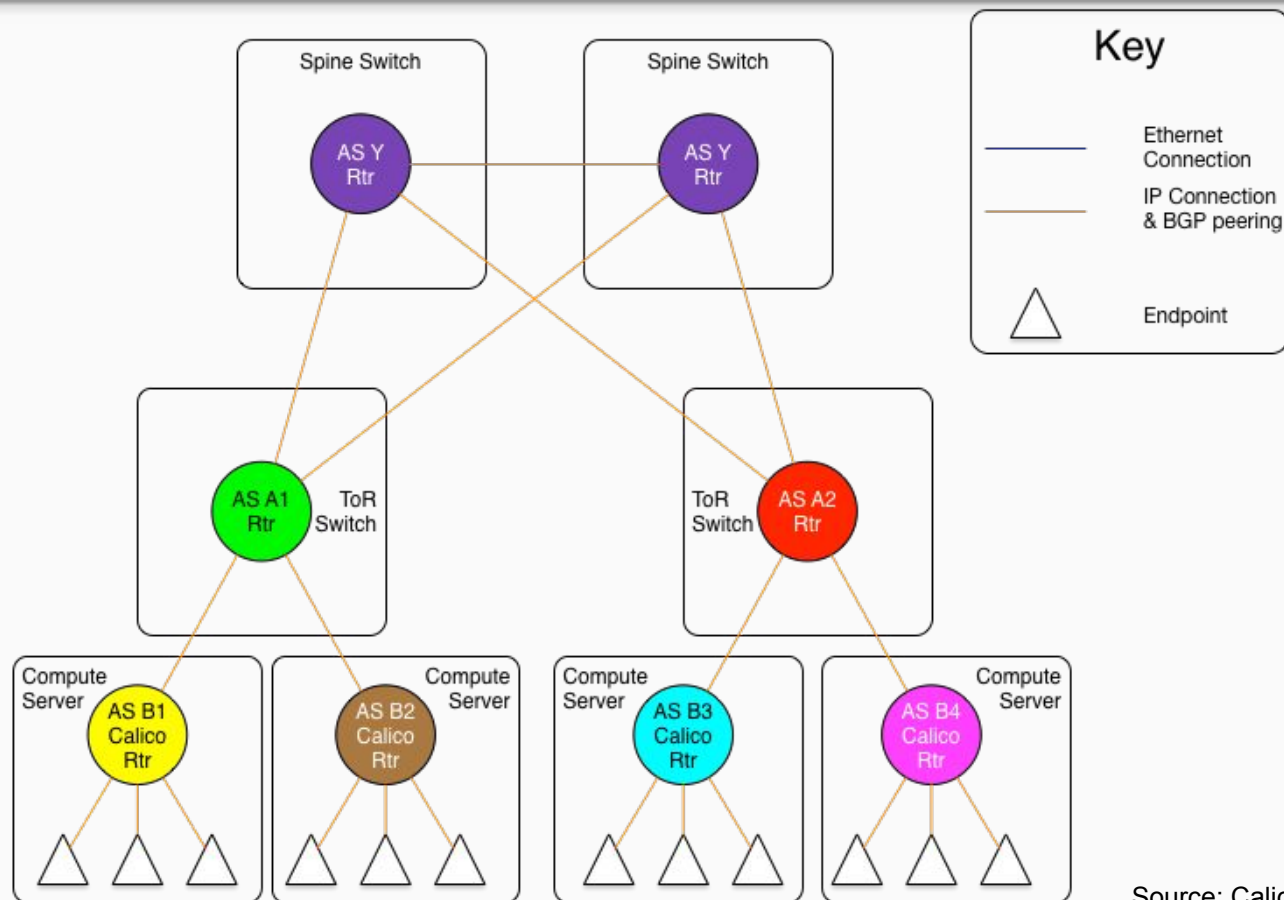 Spine Switch
Spine Switch
Key
AS Y
Rtr
AS Y
Rtr
Ethernet
Connection
IP Connection
& BGP peering
Endpoint
AS A1
Rtr
ToR
Switch
ToR
Switch
AS A2
Rtr
Compute
Server
AS B1
Calico
Rtr
Compute
Server
AS B2
Calico
Rtr
Compute
Server
AS B3
Calico
Rtr
Compute
Server
AS B4
Calico
Rtr
Source: